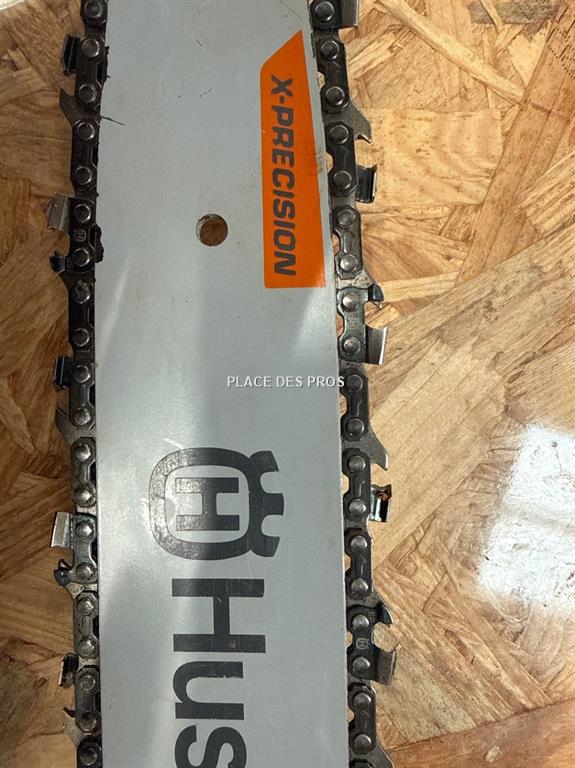 X-PRECISION
PLACE DES PROS
H
Hus